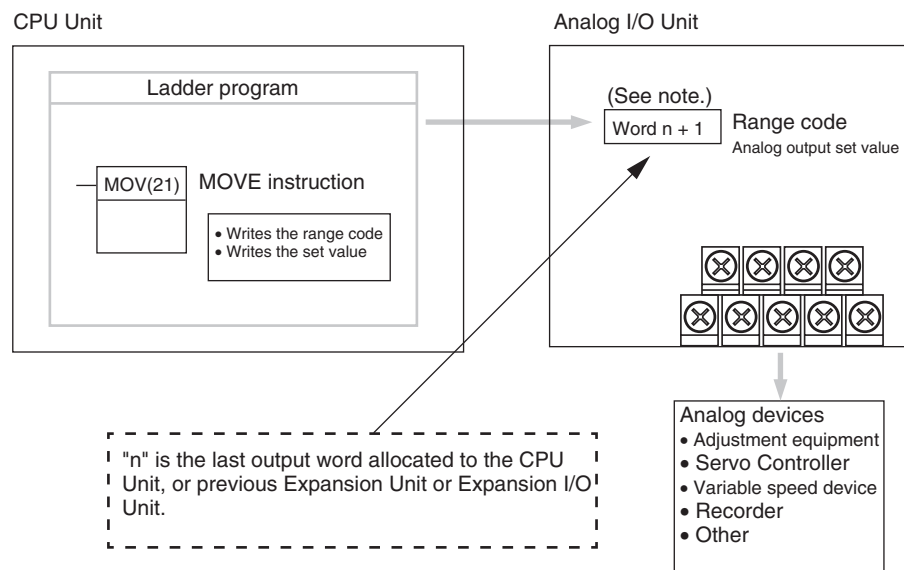 CPU Unit
Analog I/O Unit
Ladder program
MOV(21)
MOVE instruction
• Writes the range code
• Writes the set value
(See note.)
Word n + 1
Range code
Analog output set value
"n" is the last output word allocated to the CPU
Unit, or previous Expansion Unit or Expansion I/O
Unit.
Analog devices
• Adjustment equipment
• Servo Controller
• Variable speed device
• Recorder
• Other